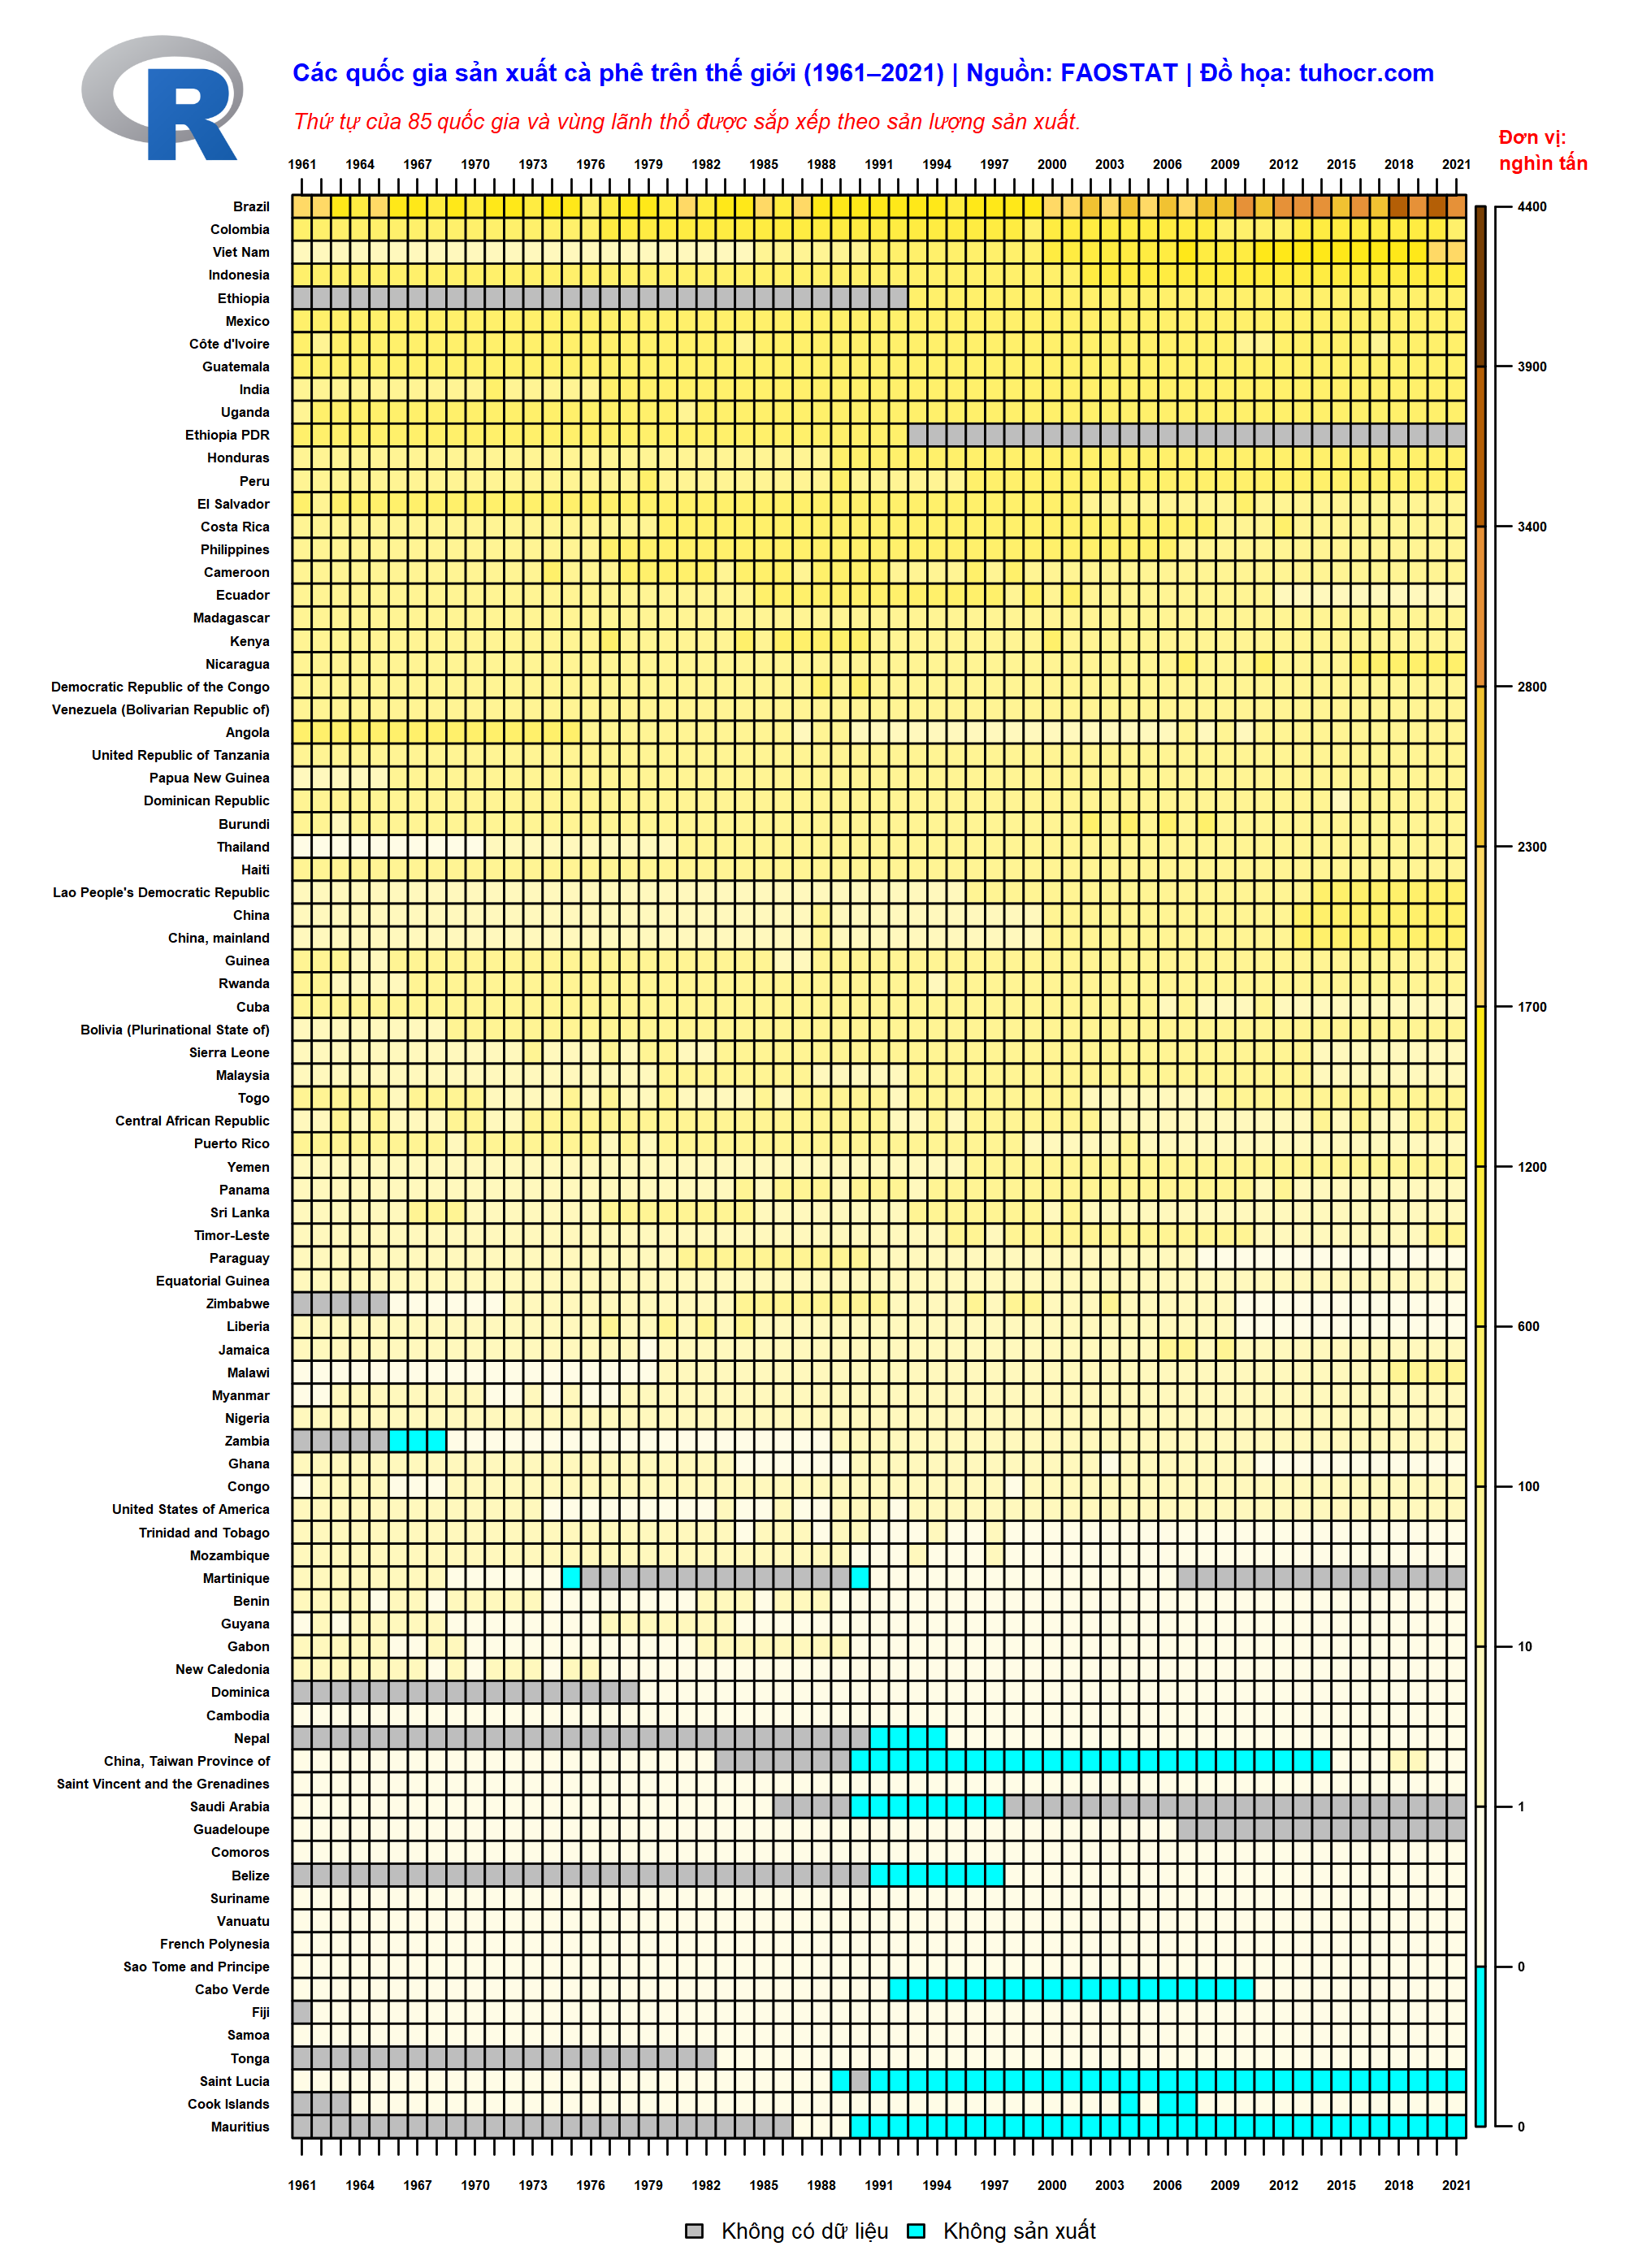 R
Các quốc gia sản xuất cà phê trên thế giới (1961–2021) | Nguồn: FAOSTAT | Đồ họa: tuhocr.com
Thứ tự của 85 quốc gia và vùng lãnh thổ được sắp xếp theo sản lượng sản xuất.
Đơn vị:
nghìn tấn
1961 1964 1967 1970 1973 1976 1979 1982 1985 1988 1991 1994 1997 2000 2003 2006 2009 2012 2015 2018 2021
Brazil
Colombia
Viet Nam
Indonesia
Ethiopia
Mexico
Côte d'Ivoire
Guatemala
India
Uganda
Ethiopia PDR
Honduras
Peru
El Salvador
Costa Rica
Philippines
Cameroon
Ecuador
Madagascar
Kenya
Nicaragua
Democratic Republic of the Congo
Venezuela (Bolivarian Republic of)
Angola
United Republic of Tanzania
Papua New Guinea
Dominican Republic
Burundi
Thailand
Haiti
Lao People's Democratic Republic
China
China, mainland
Guinea
Rwanda
Cuba
Bolivia (Plurinational State of)
Sierra Leone
Malaysia
Togo
Central African Republic
Puerto Rico
Yemen
Panama
Sri Lanka
Timor-Leste
Paraguay
Equatorial Guinea
Zimbabwe
Liberia
Jamaica
Malawi
Myanmar
Nigeria
Zambia
Ghana
Congo
United States of America
Trinidad and Tobago
Mozambique
Martinique
Benin
Guyana
Gabon
New Caledonia
Dominica
Cambodia
Nepal
China, Taiwan Province of
Saint Vincent and the Grenadines
Saudi Arabia
Guadeloupe
Comoros
Belize
Suriname
Vanuatu
French Polynesia
Sao Tome and Principe
Cabo Verde
Fiji
Samoa
Tonga
Saint Lucia
Cook Islands
Mauritius
4400
3900
3400
2800
2300
1700
1200
600
100
10
1
0
0
1961 1964 1967 1970 1973 1976 1979 1982 1985 1988 1991 1994 1997 2000 2003 2006 2009 2012 2015 2018 2021
Không có dữ liệu Không sản xuất